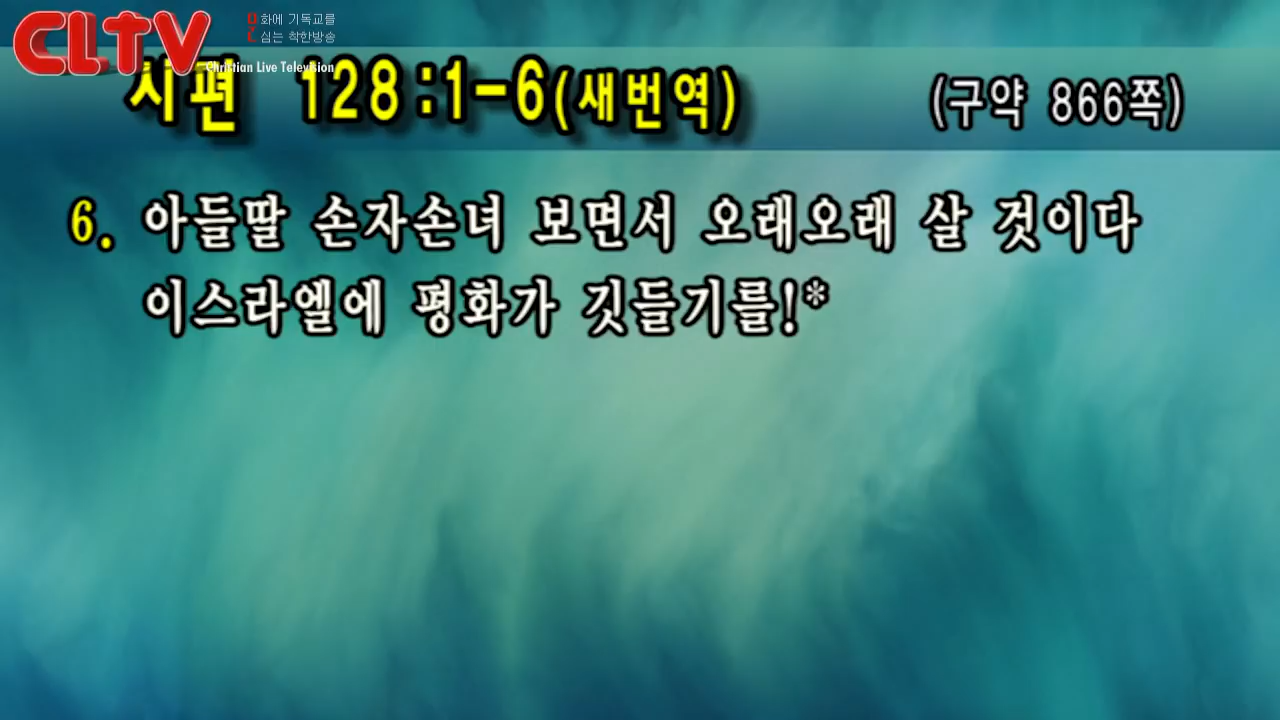 CLTV
문화에 기독교를
심는 착한방송
Christian Live Television
시편 128:1-6(새번역)
(구약 866쪽)
6. 아들딸 손자손녀 보면서 오래오래 살 것이다
이스라엘에 평화가 깃들기를!*